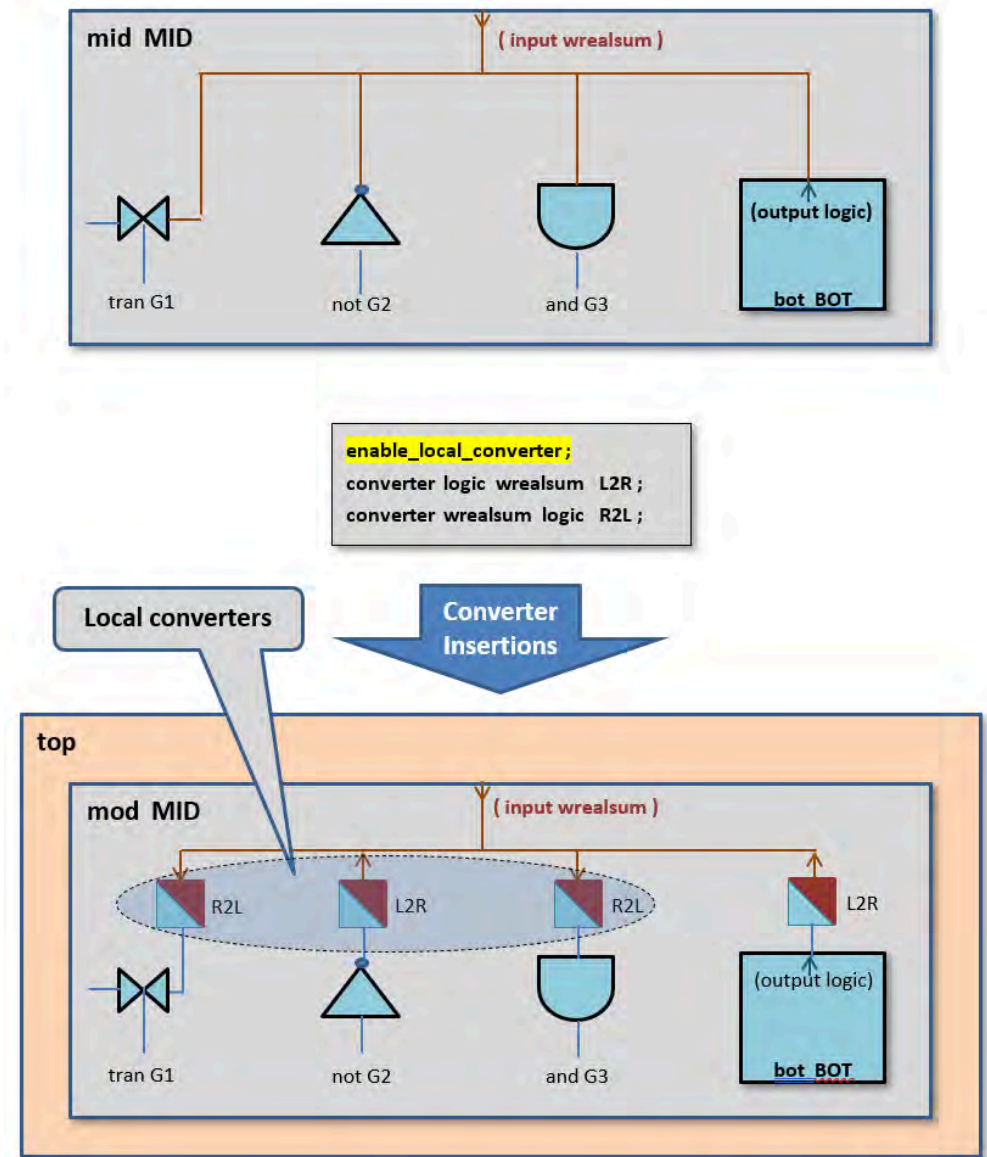 mid MID
( input wrealsum )
(output logic)
tran G1
not G2
and G3
bot BOT
enable_local_converter ;
converter logic wrealsum L2R ;
converter wrealsum logic R2L ;
Local converters
Converter
Insertions
top
mod MID
( input wrealsum )
R2L
L2R
R2L
L2R
(output logic)
tran G1
not G2
and G3
bot BOT